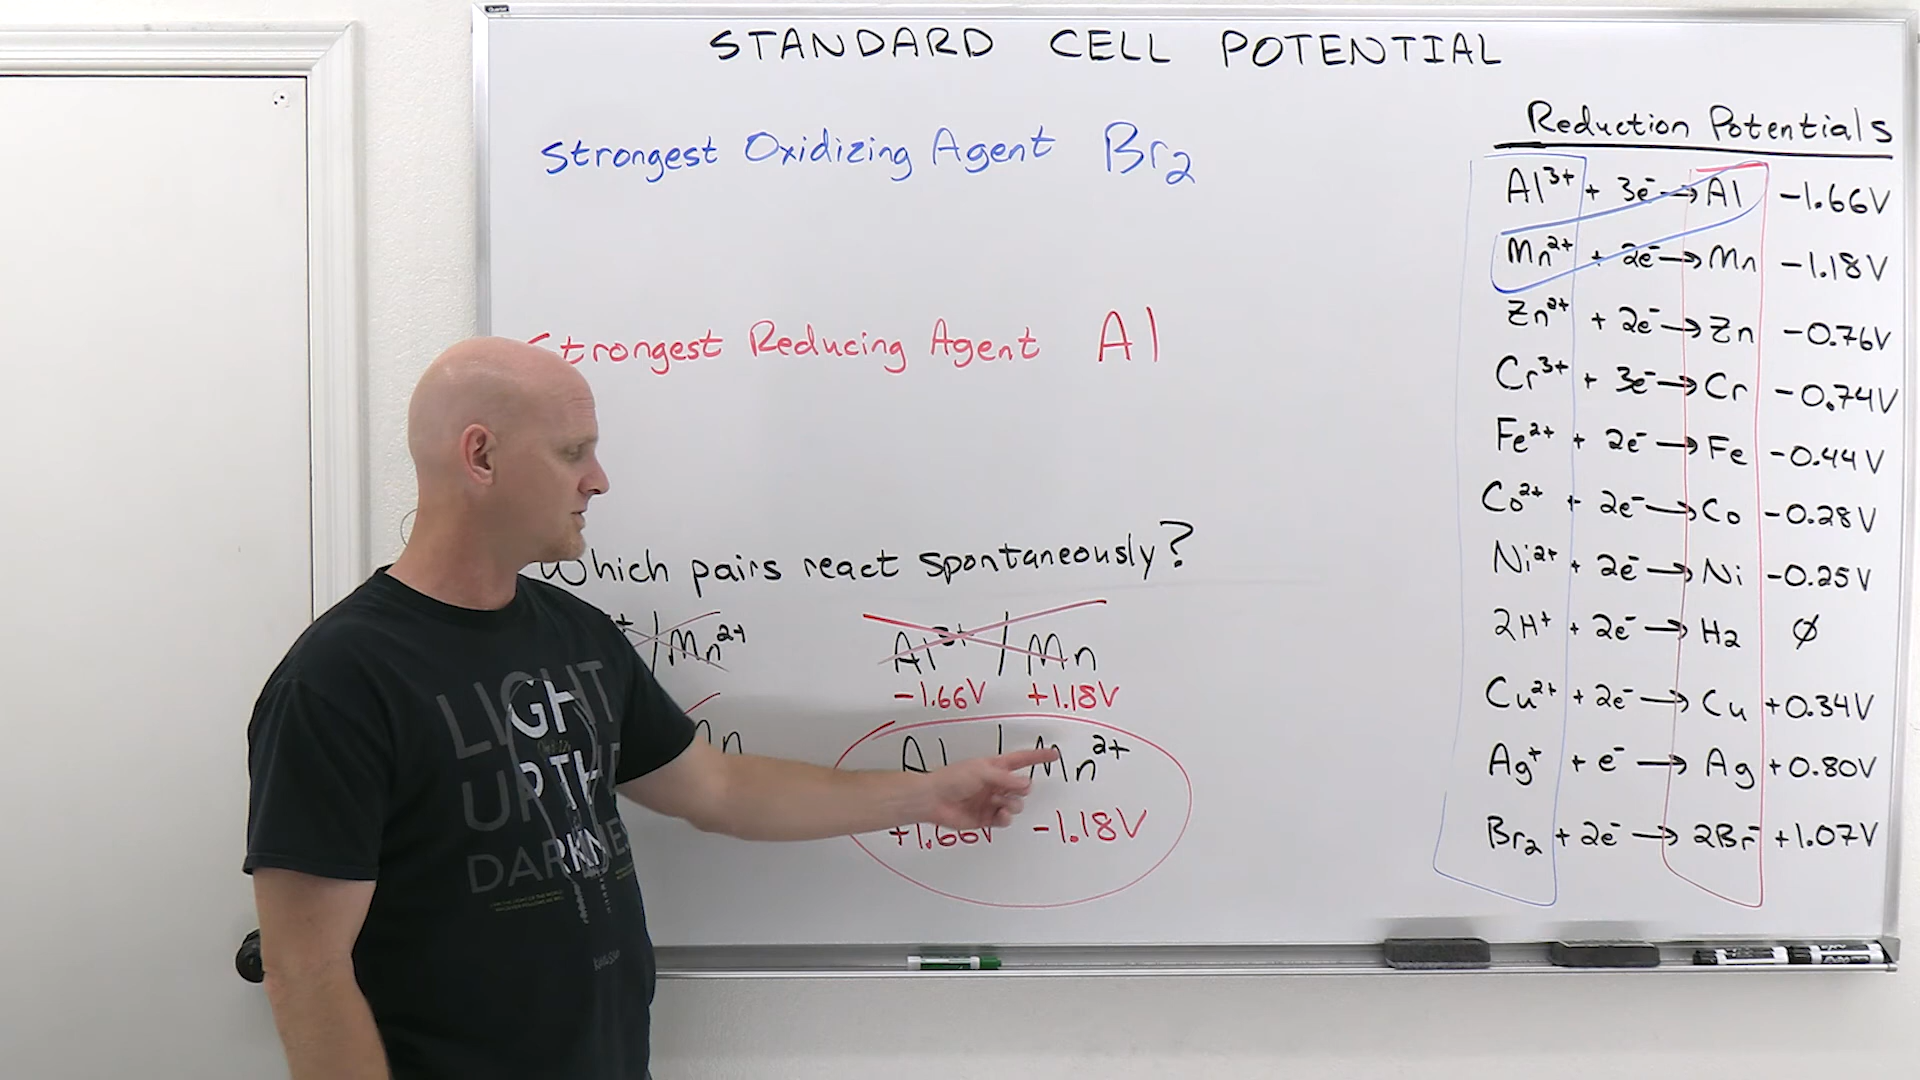 STANDARD CELL POTENTIAL
Strongest Oxidizing Agent Br₂
Strongest Reducing Agent Al
Which pairs react spontaneously?
/ Mn²⁺
Al³⁺ / Mn
-1.66V +1.18V
Mn
Al / Mn²⁺
+1.66V -1.18V
Reduction Potentials
Al³⁺ + 3e⁻ → Al -1.66V
Mn²⁺ + 2e⁻ → Mn -1.18V
Zn²⁺ + 2e⁻ → Zn -0.76V
Cr³⁺ + 3e⁻ → Cr -0.74V
Fe²⁺ + 2e⁻ → Fe -0.44V
Co²⁺ + 2e⁻ → Co -0.28V
Ni²⁺ + 2e⁻ → Ni -0.25V
2H⁺ + 2e⁻ → H₂ ∅
Cu²⁺ + 2e⁻ → Cu +0.34V
Ag⁺ + e⁻ → Ag +0.80V
Br₂ + 2e⁻ → 2Br⁻ +1.07V
LIGHT
UP THE
DARKNE